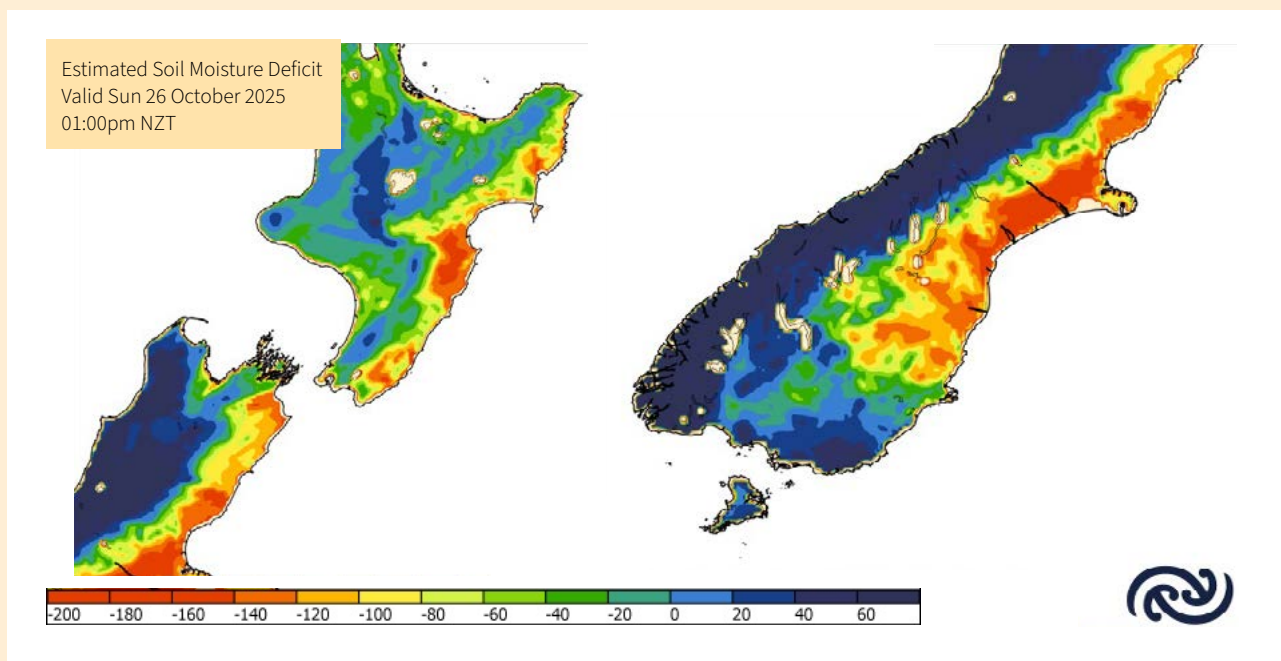 Estimated Soil Moisture Deficit
Valid Sun 26 October 2025
01:00pm NZT
-200 -180 -160 -140 -120 -100 -80 -60 -40 -20 0 20 40 60